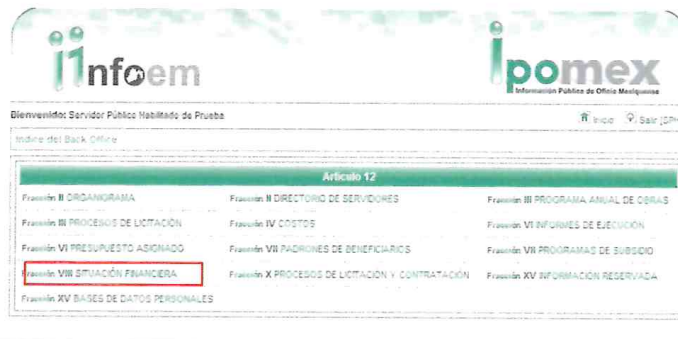 infoem
ipomex
Información Pública de Oficio Mexiquense
Bienvenido: Servidor Público Habilitado de Prueba
Inicio Salir [SPH
Indice del Back Office
Artículo 12
Fracción II ORGANIGRAMA Fracción II DIRECTORIO DE SERVIDORES Fracción III PROGRAMA ANUAL DE OBRAS
Fracción III PROCESOS DE LICITACIÓN Fracción IV COSTOS Fracción VI INFORMES DE EJECUCIÓN
Fracción VI PRESUPUESTO ASIGNADO Fracción VII PADRONES DE BENEFICIARIOS Fracción VII PROGRAMAS DE SUBSIDIO
Fracción VIII SITUACIÓN FINANCIERA Fracción X PROCESOS DE LICITACIÓN Y CONTRATACIÓN Fracción XV INFORMACIÓN RESERVADA
Fracción XV BASES DE DATOS PERSONALES